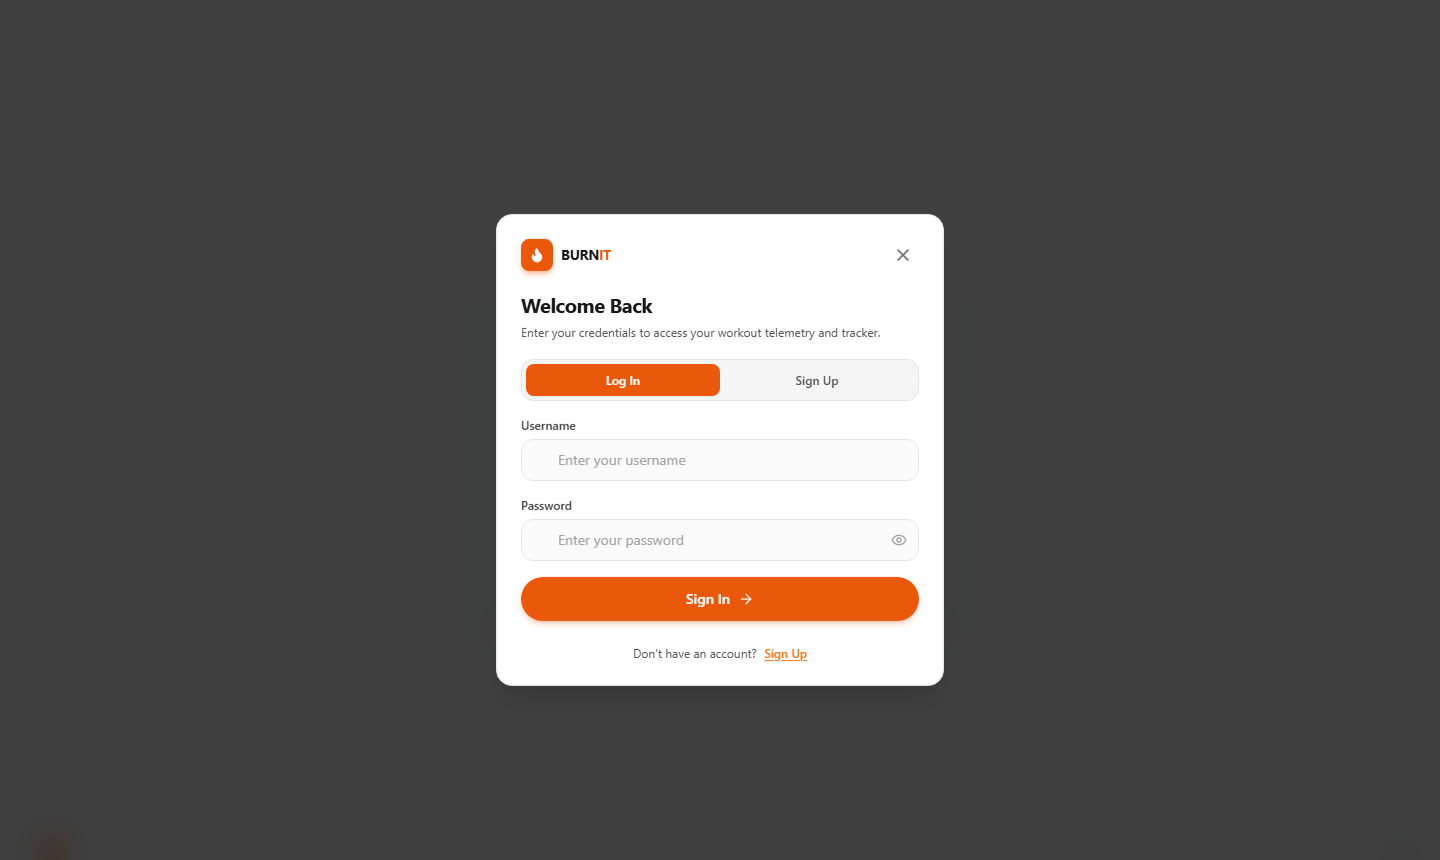 BURNIT
Welcome Back
Enter your credentials to access your workout telemetry and tracker.
Log In
Sign Up
Username
Enter your username
Password
Enter your password
Sign In
Don't have an account? Sign Up